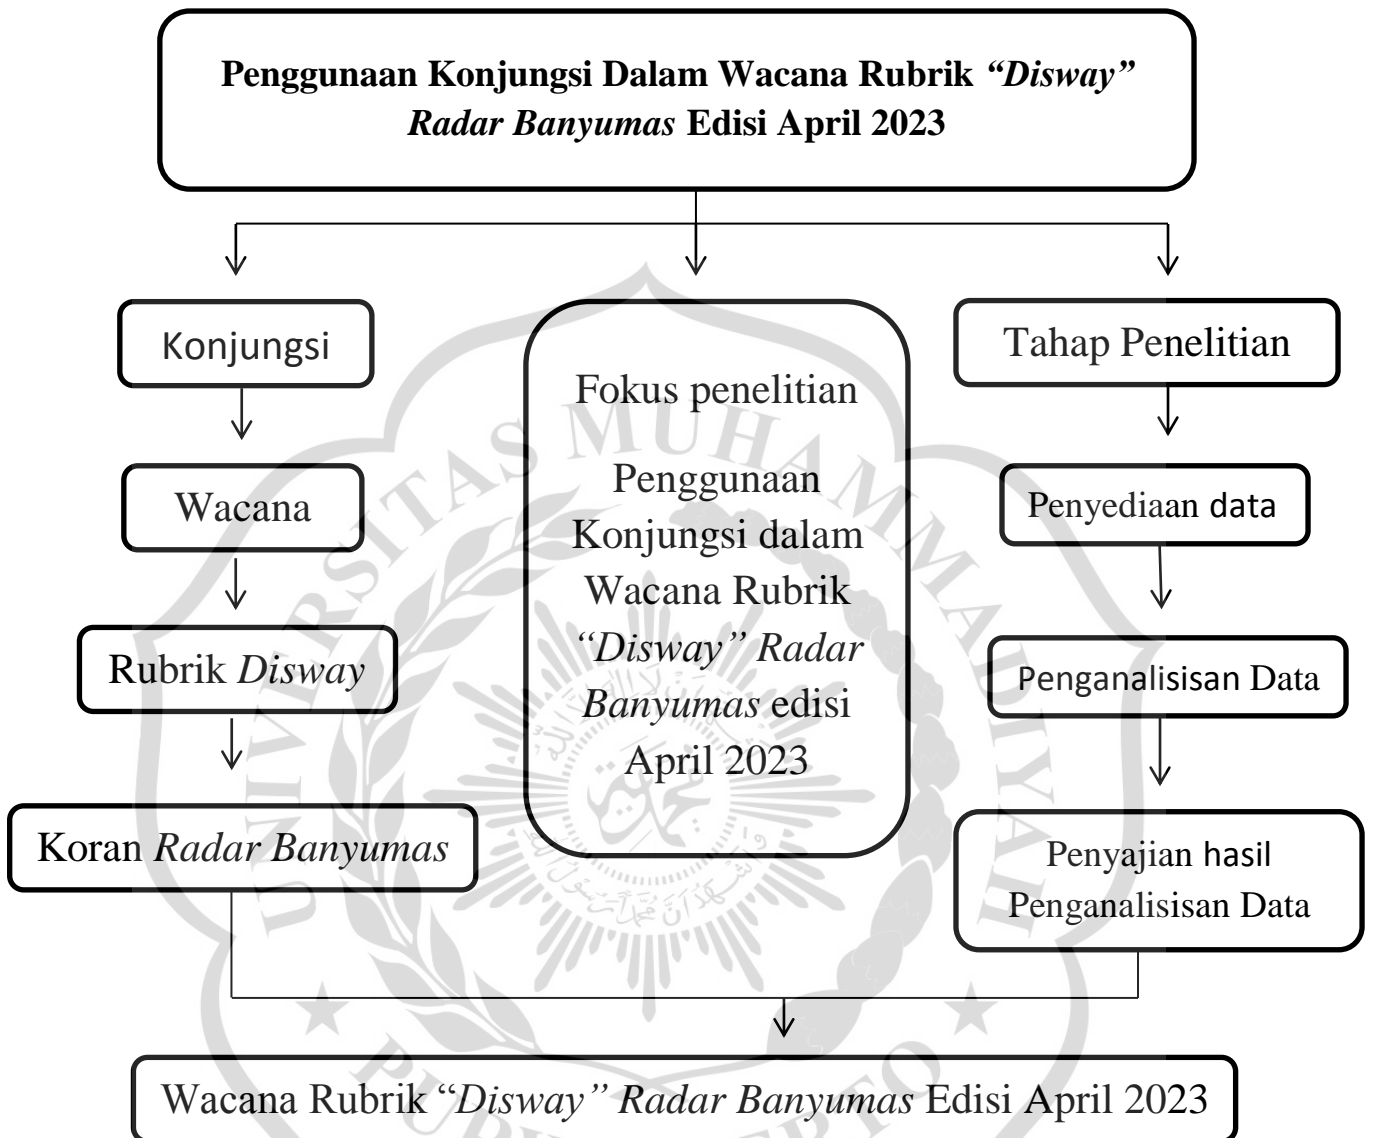 Penggunaan Konjungsi Dalam Wacana Rubrik “Disway”
Radar Banyumas Edisi April 2023
Konjungsi
Wacana
Rubrik Disway
Koran Radar Banyumas
Fokus penelitian
Penggunaan
Konjungsi dalam
Wacana Rubrik
“Disway” Radar
Banyumas edisi
April 2023
Tahap Penelitian
Penyediaan data
Penganalisisan Data
Penyajian hasil
Penganalisisan Data
Wacana Rubrik “Disway” Radar Banyumas Edisi April 2023
UNIVERSITAS MUHAMMADIYAH